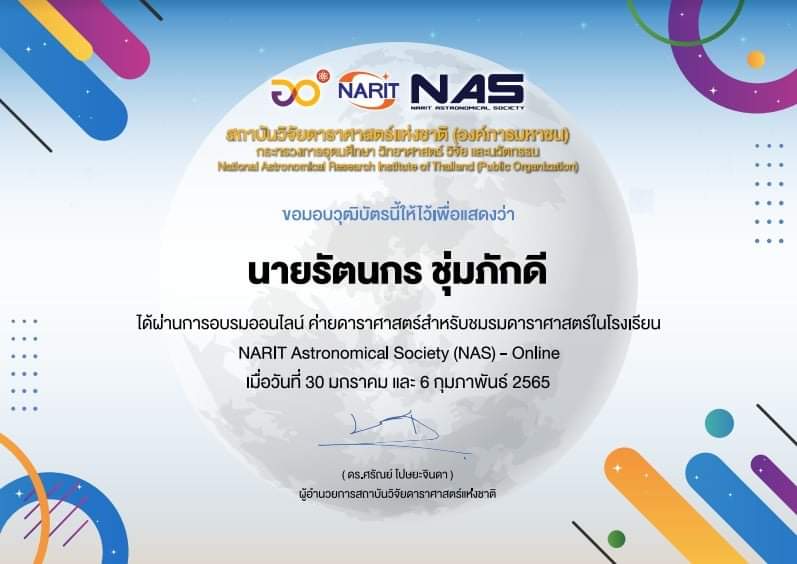 NARIT
NAS
NARIT ASTRONOMICAL SOCIETY
สถาบันวิจัยดาราศาสตร์แห่งชาติ (องค์การมหาชน)
กระทรวงการอุดมศึกษา วิทยาศาสตร์ วิจัย และนวัตกรรม
National Astronomical Research Institute of Thailand (Public Organization)
ขอมอบวุฒิบัตรนี้ให้ไว้เพื่อแสดงว่า
นายรัตนกร ชุ่มภักดี
ได้ผ่านการอบรมออนไลน์ ค่ายดาราศาสตร์สำหรับชมรมดาราศาสตร์ในโรงเรียน
NARIT Astronomical Society (NAS) - Online
เมื่อวันที่ 30 มกราคม และ 6 กุมภาพันธ์ 2565
( ดร.ศรัณย์ โปษยะจินดา )
ผู้อำนวยการสถาบันวิจัยดาราศาสตร์แห่งชาติ